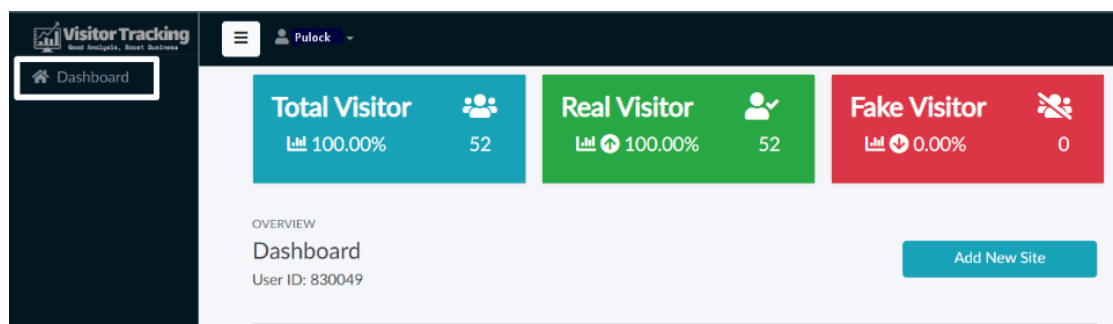 Visitor Tracking
Good Analysis, Boost Business
Pulock
Dashboard
Total Visitor
100.00% 52
Real Visitor
100.00% 52
Fake Visitor
0.00% 0
OVERVIEW
Dashboard
User ID: 830049
Add New Site